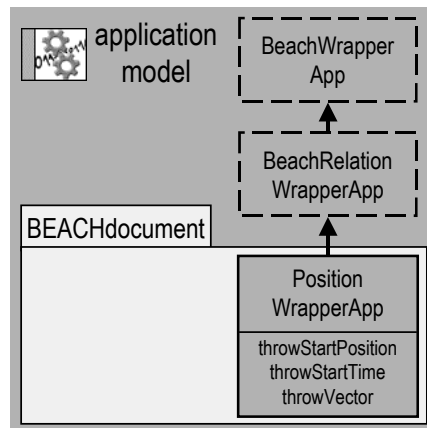 application
model
BeachWrapper
App
BeachRelation
WrapperApp
BEACHdocument
Position
WrapperApp
throwStartPosition
throwStartTime
throwVector